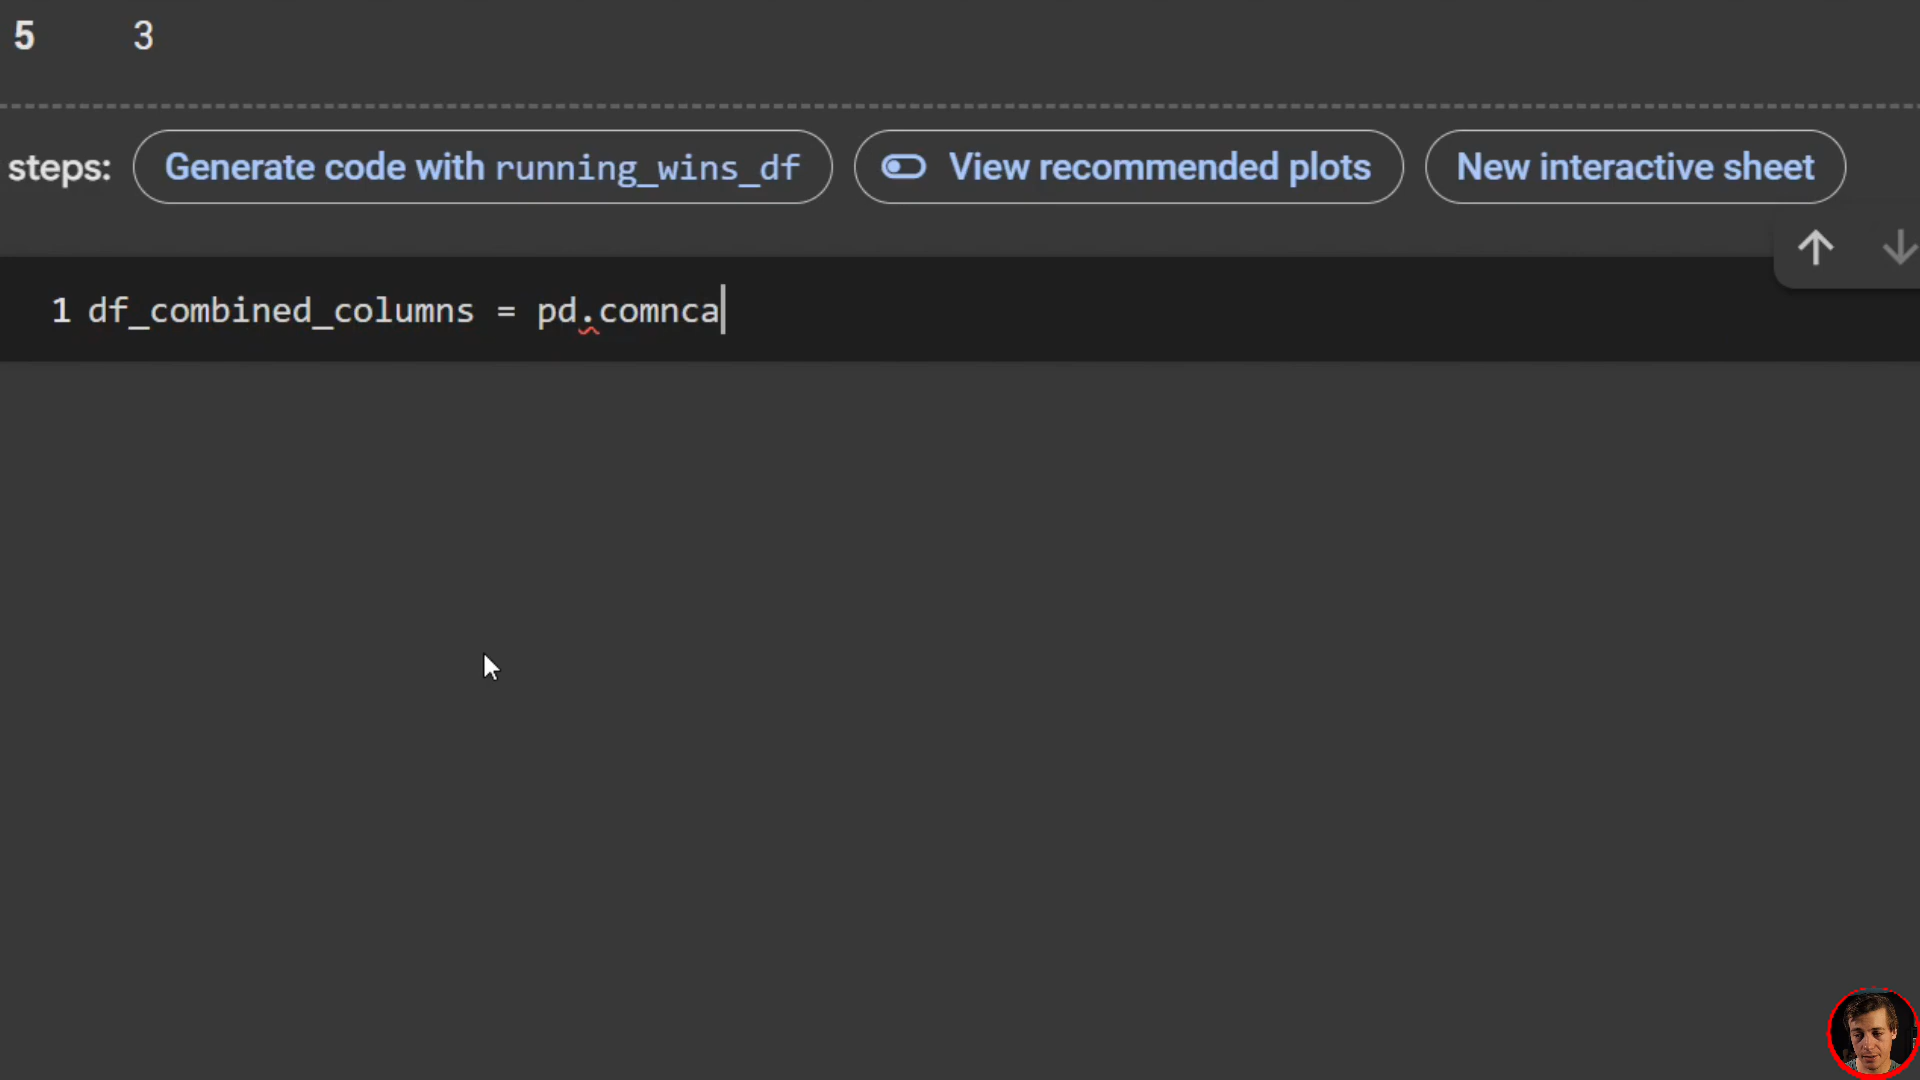 5 3
steps: Generate code with running_wins_df View recommended plots New interactive sheet
1 df_combined_columns = pd.comnca